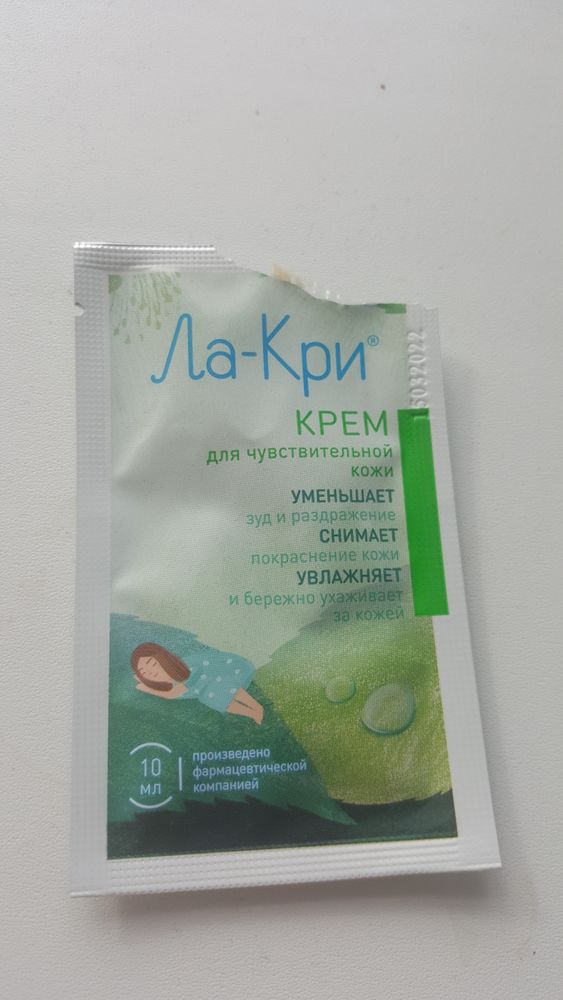 Ла-Кри®
КРЕМ
для чувствительной
кожи
УМЕНЬШАЕТ
зуд и раздражение
СНИМАЕТ
покраснение кожи
УВЛАЖНЯЕТ
и бережно ухаживает
за кожей
10
мл
произведено
фармацевтической
компанией
5032022